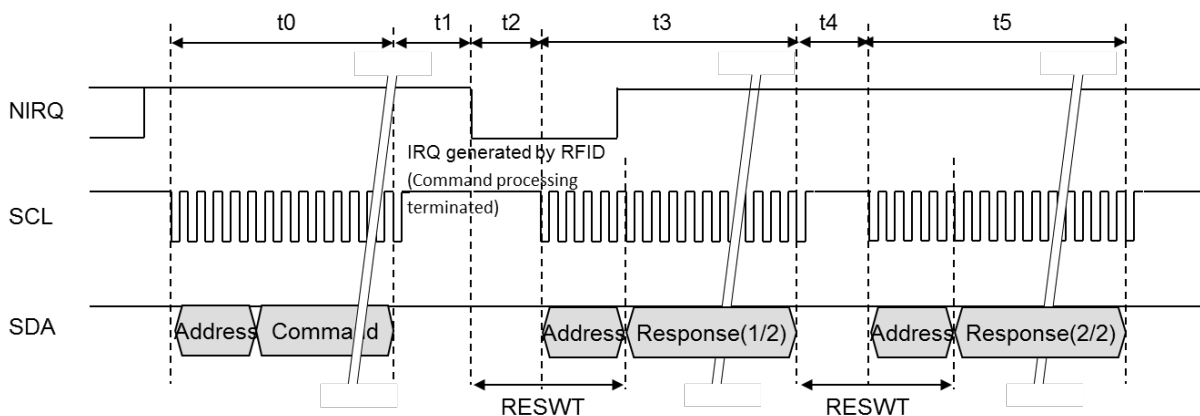 t0 t1 t2 t3 t4 t5
NIRQ
IRQ generated by RFID
(Command processing
terminated)
SCL
SDA
Address Command Address Response(1/2) Address Response(2/2)
RESWT RESWT